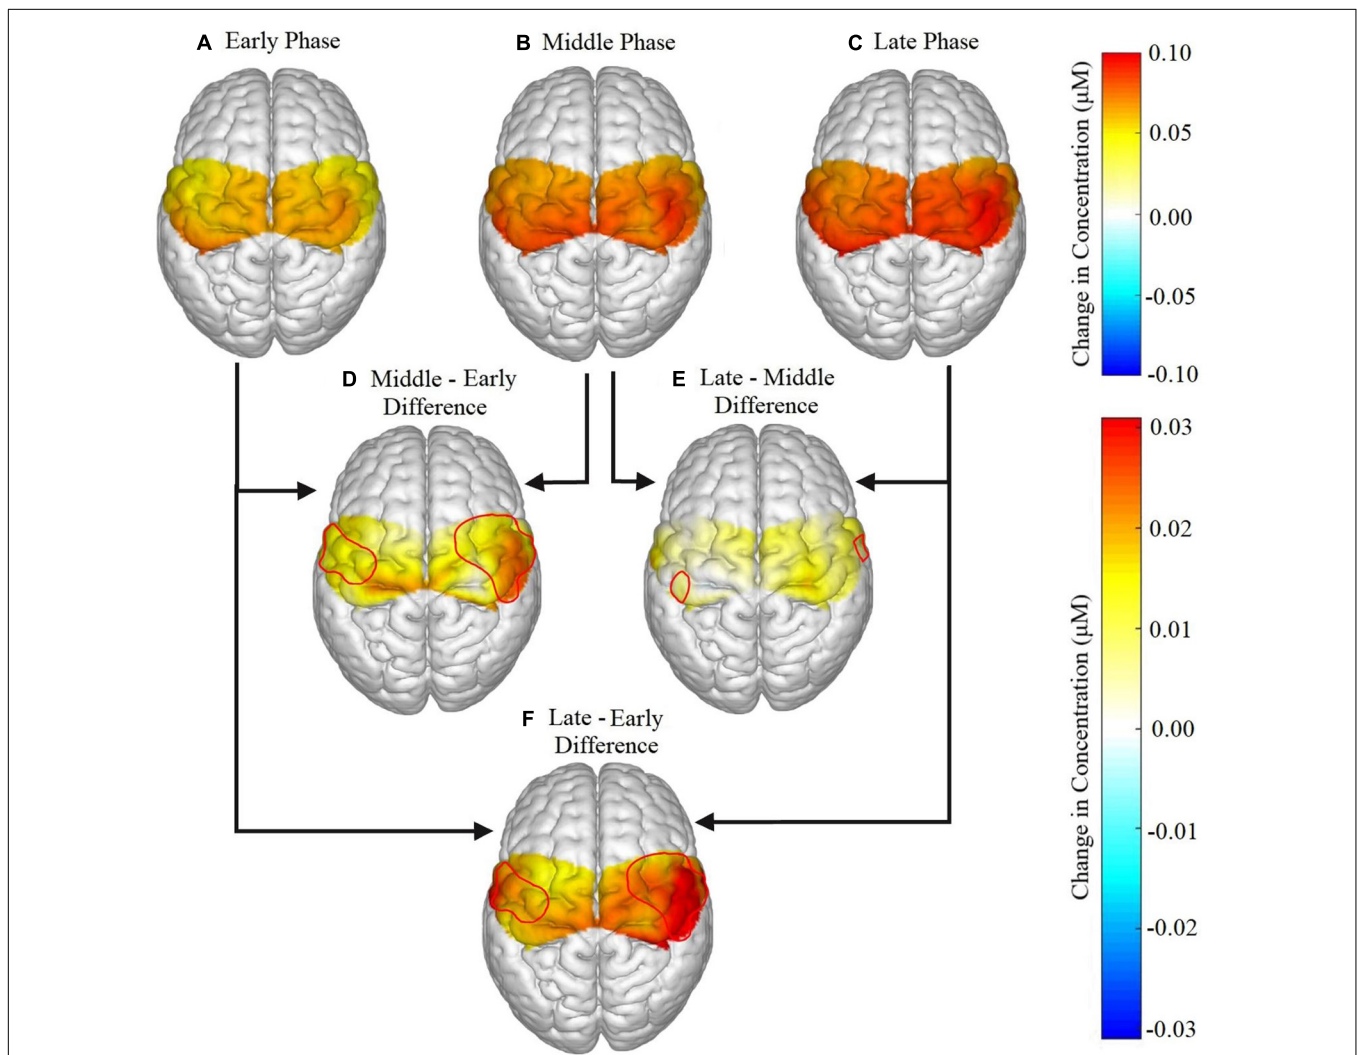 A Early Phase
B Middle Phase
C Late Phase
0.10
0.05
0.00
-0.05
-0.10
Change in Concentration (µM)
D Middle - Early
Difference
E Late - Middle
Difference
0.03
0.02
0.01
0.00
-0.01
-0.02
-0.03
Change in Concentration (µM)
F Late - Early
Difference